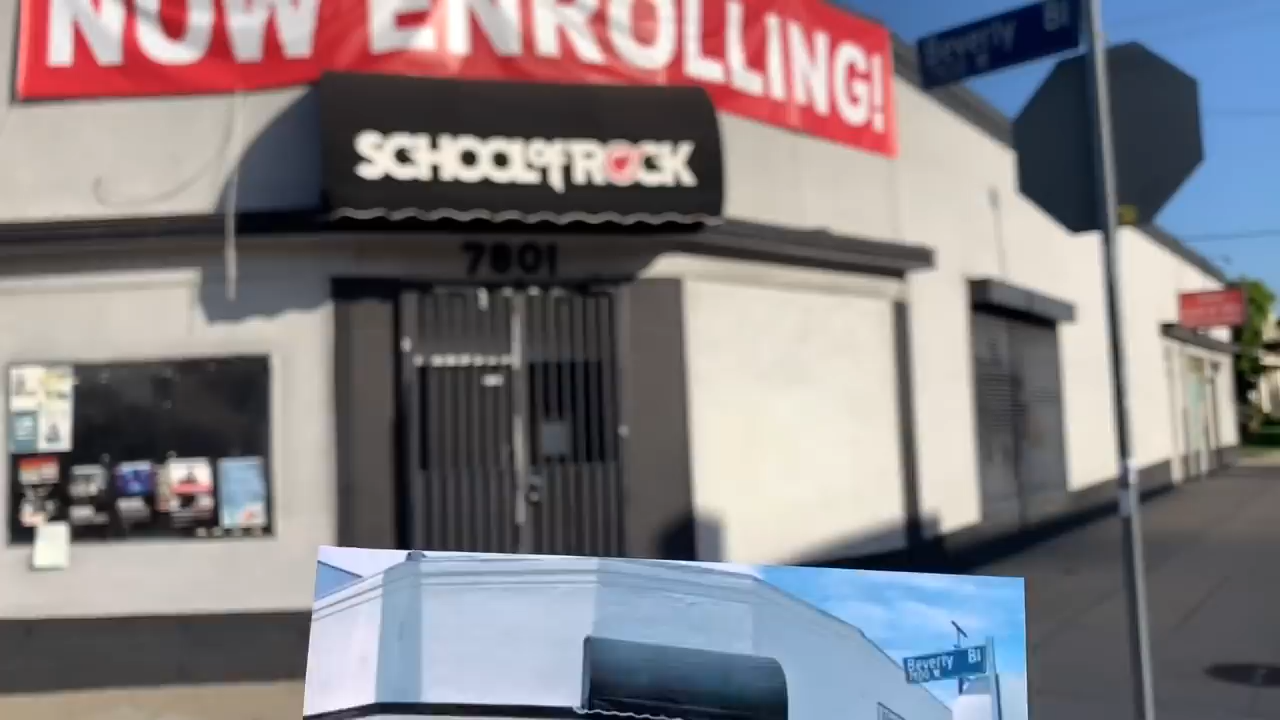 NOW ENROLLING!
Beverly Bl
SCHOOL OF ROCK
7801
Beverly Bl